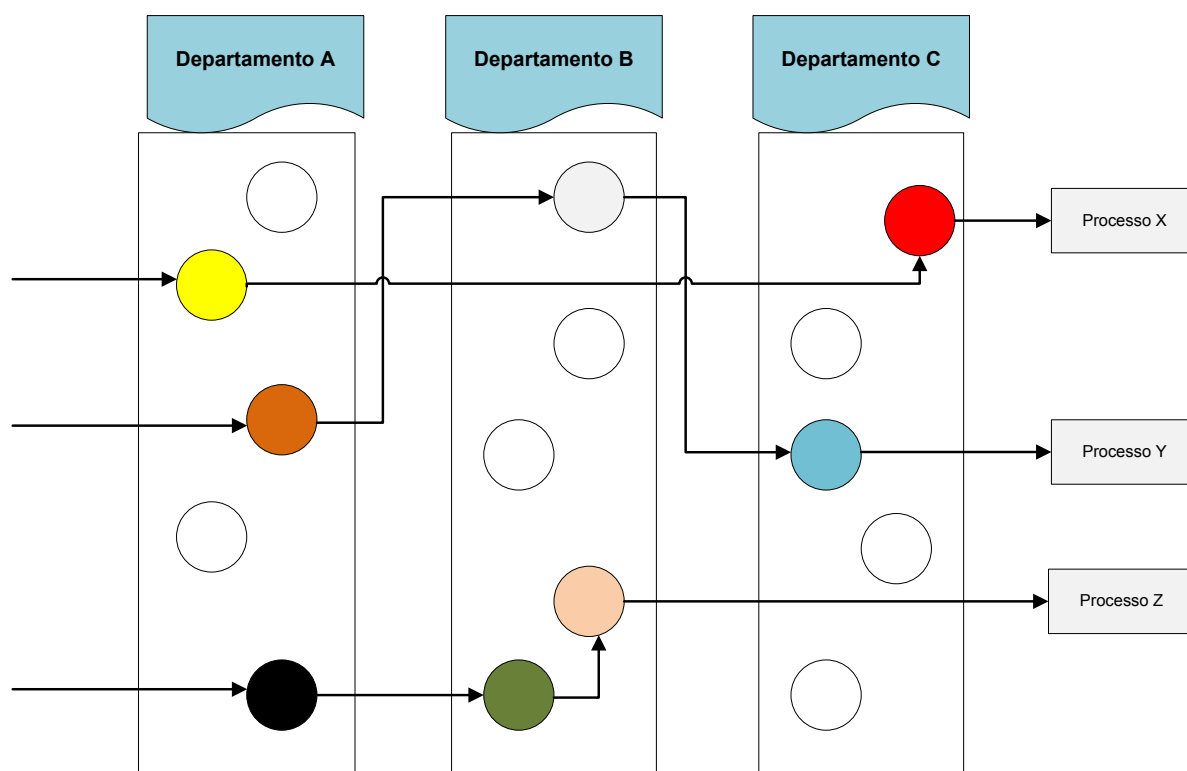 Departamento A
Departamento B
Departamento C
Processo X
Processo Y
Processo Z